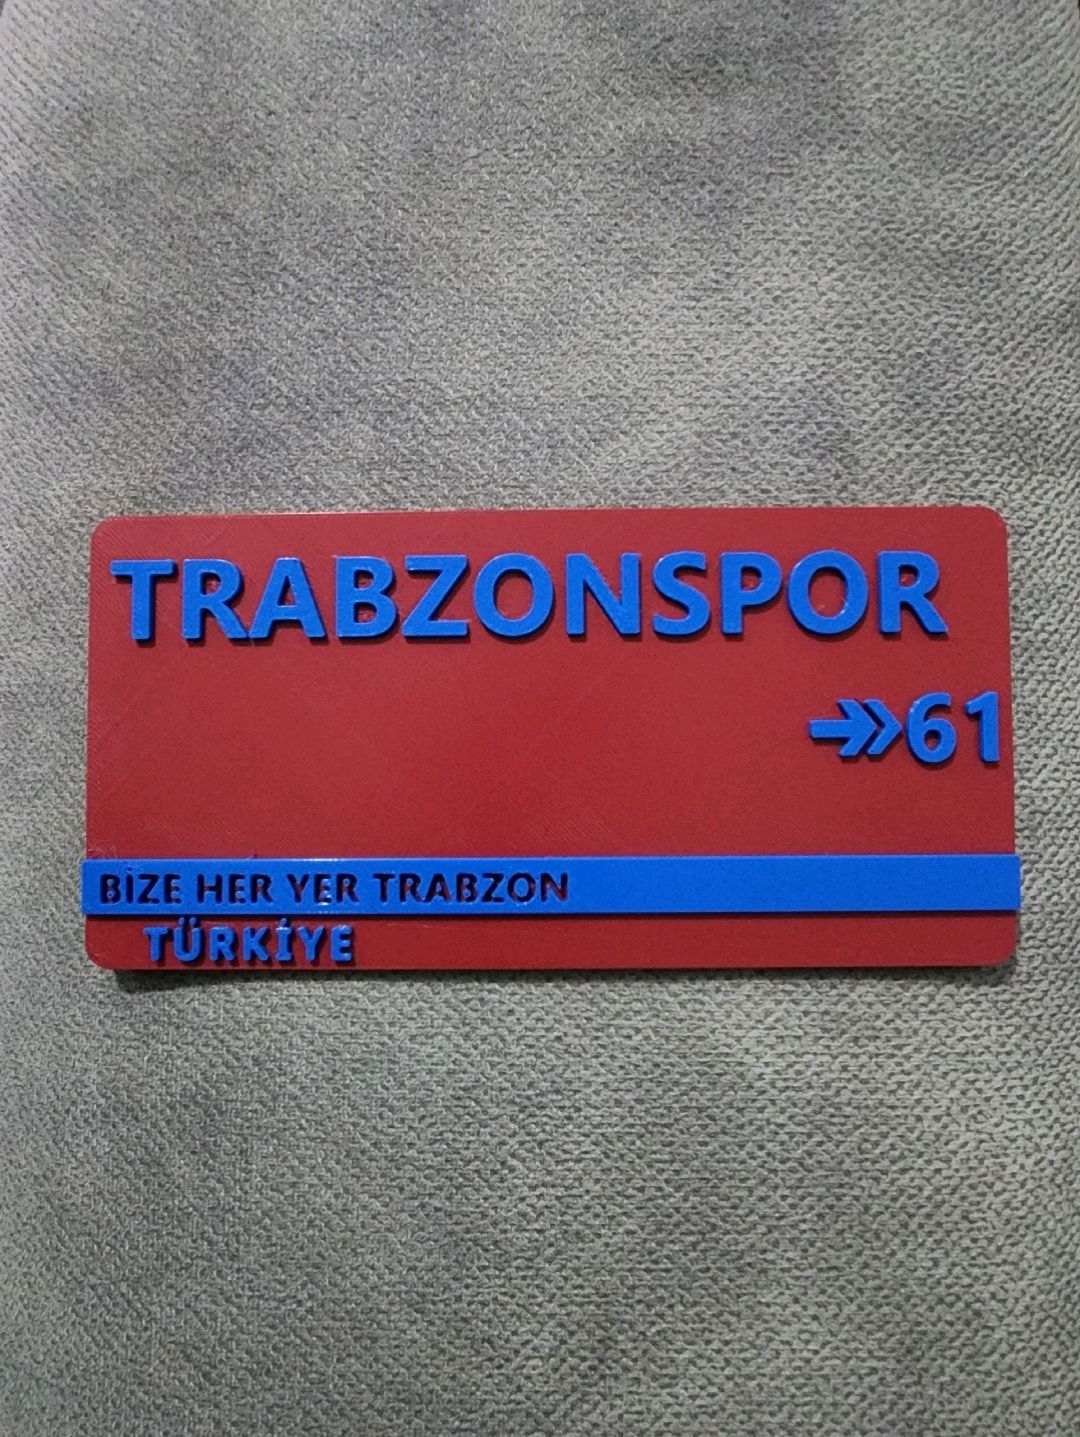 TRABZONSPOR
61
BİZE HER YER TRABZON
TÜRKİYE